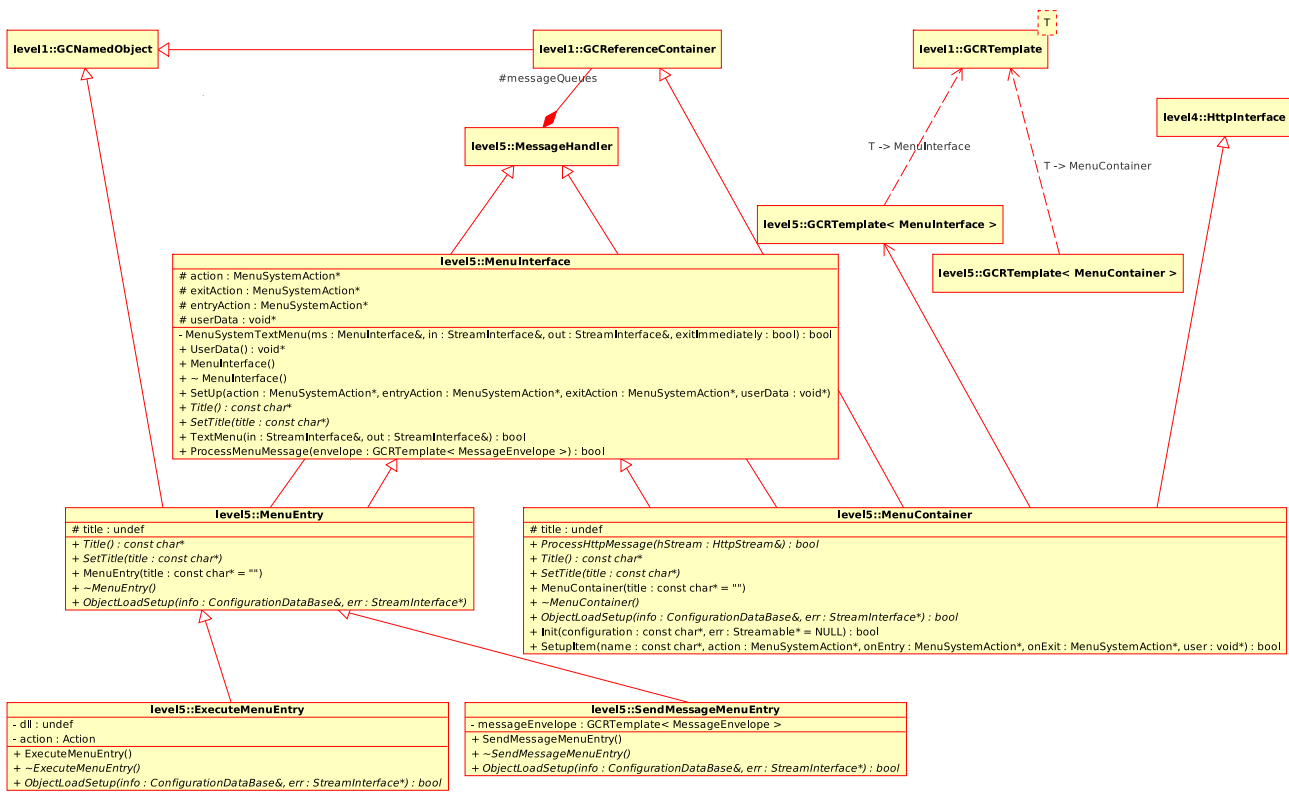 T
level1::GCNamedObject
level1::GCReferenceContainer
level1::GCRTemplate
#messageQueues
level4::HttpInterface
level5::MessageHandler
T -> MenuInterface
T -> MenuContainer
level5::GCRTemplate< MenuInterface >
level5::GCRTemplate< MenuContainer >
level5::MenuInterface
# action : MenuSystemAction*
# exitAction : MenuSystemAction*
# entryAction : MenuSystemAction*
# userData : void*
- MenuSystemTextMenu(ms : MenuInterface&, in : StreamInterface&, out : StreamInterface&, exitImmediately : bool) : bool
+ UserData() : void*
+ MenuInterface()
+ ~ MenuInterface()
+ SetUp(action : MenuSystemAction*, entryAction : MenuSystemAction*, exitAction : MenuSystemAction*, userData : void*)
+ Title() : const char*
+ SetTitle(title : const char*)
+ TextMenu(in : StreamInterface&, out : StreamInterface&) : bool
+ ProcessMenuMessage(envelope : GCRTemplate< MessageEnvelope >) : bool
level5::MenuEntry
# title : undef
+ Title() : const char*
+ SetTitle(title : const char*)
+ MenuEntry(title : const char* = "")
+ ~MenuEntry()
+ ObjectLoadSetup(info : ConfigurationDataBase&, err : StreamInterface*)
level5::MenuContainer
# title : undef
+ ProcessHttpMessage(hStream : HttpStream&) : bool
+ Title() : const char*
+ SetTitle(title : const char*)
+ MenuContainer(title : const char* = "")
+ ~MenuContainer()
+ ObjectLoadSetup(info : ConfigurationDataBase&, err : StreamInterface*) : bool
+ Init(configuration : const char*, err : Streamable* = NULL) : bool
+ SetupItem(name : const char*, action : MenuSystemAction*, onEntry : MenuSystemAction*, onExit : MenuSystemAction*, user : void*) : bool
level5::ExecuteMenuEntry
- dll : undef
- action : Action
+ ExecuteMenuEntry()
+ ~ExecuteMenuEntry()
+ ObjectLoadSetup(info : ConfigurationDataBase&, err : StreamInterface*) : bool
level5::SendMessageMenuEntry
- messageEnvelope : GCRTemplate< MessageEnvelope >
+ SendMessageMenuEntry()
+ ~SendMessageMenuEntry()
+ ObjectLoadSetup(info : ConfigurationDataBase&, err : StreamInterface*) : bool